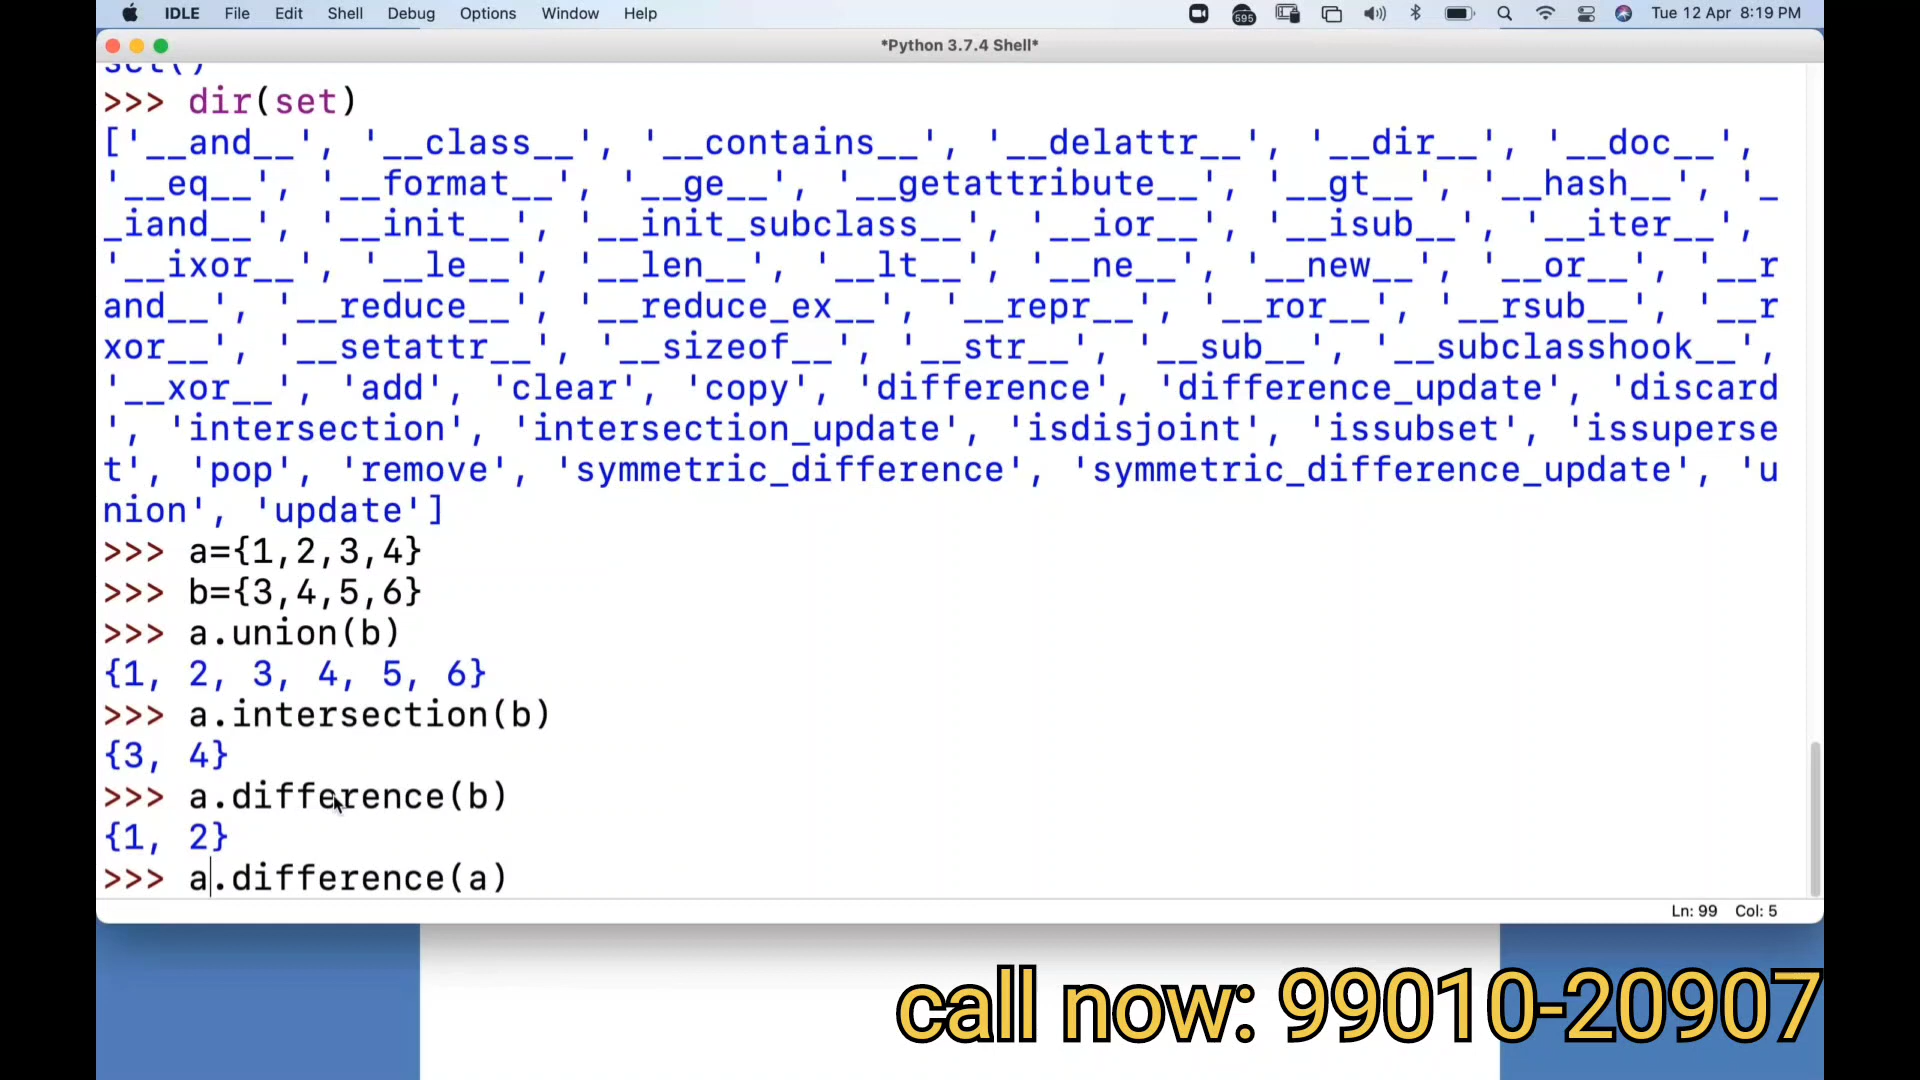 IDLE File Edit Shell Debug Options Window Help 595 Tue 12 Apr 8:19 PM
*Python 3.7.4 Shell*
set()
>>> dir(set)
['__and__', '__class__', '__contains__', '__delattr__', '__dir__', '__doc__',
'__eq__', '__format__', '__ge__', '__getattribute__', '__gt__', '__hash__', '_
_iand__', '__init__', '__init_subclass__', '__ior__', '__isub__', '__iter__',
'__ixor__', '__le__', '__len__', '__lt__', '__ne__', '__new__', '__or__', '__r
and__', '__reduce__', '__reduce_ex__', '__repr__', '__ror__', '__rsub__', '__r
xor__', '__setattr__', '__sizeof__', '__str__', '__sub__', '__subclasshook__',
'__xor__', 'add', 'clear', 'copy', 'difference', 'difference_update', 'discard
', 'intersection', 'intersection_update', 'isdisjoint', 'issubset', 'issuperse
t', 'pop', 'remove', 'symmetric_difference', 'symmetric_difference_update', 'u
nion', 'update']
>>> a={1,2,3,4}
>>> b={3,4,5,6}
>>> a.union(b)
{1, 2, 3, 4, 5, 6}
>>> a.intersection(b)
{3, 4}
>>> a.difference(b)
{1, 2}
>>> a.difference(a)
Ln: 99 Col: 5
call now: 99010-20907